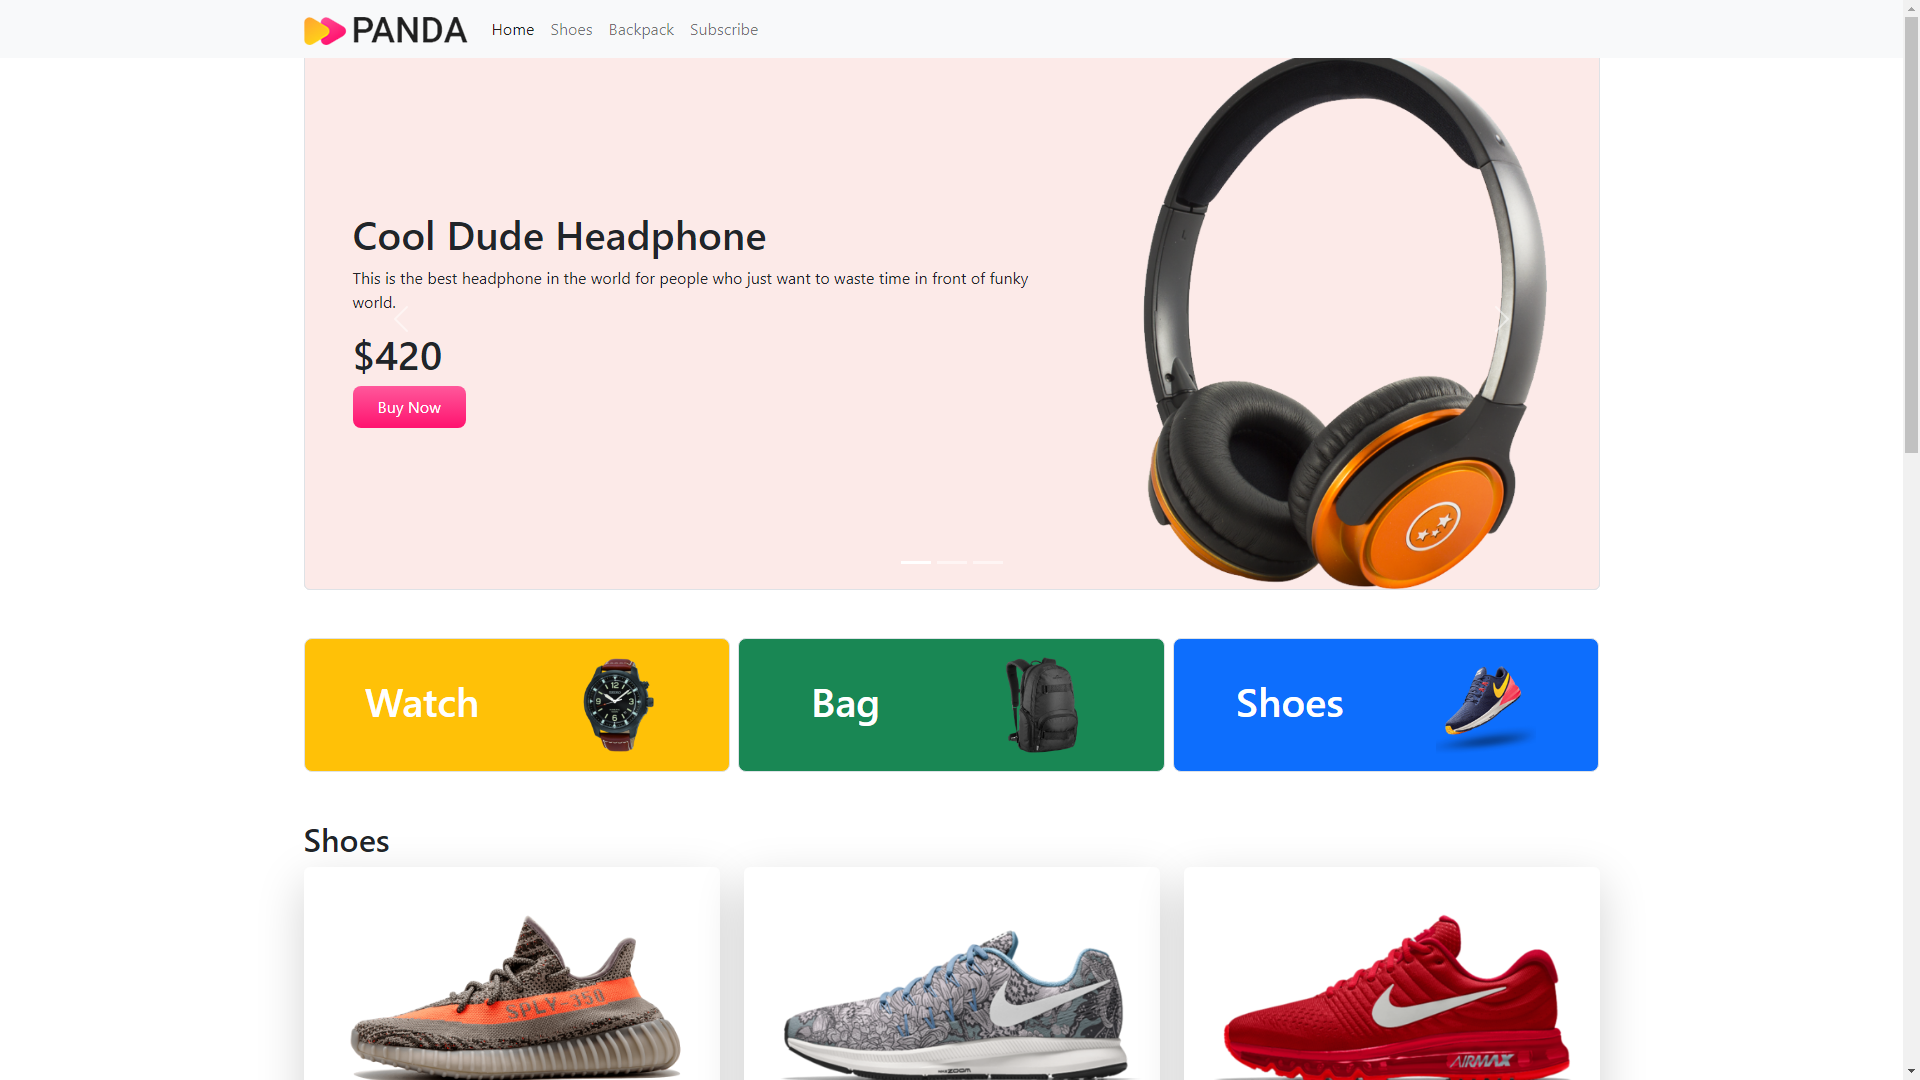 PANDA
Home Shoes Backpack Subscribe
Cool Dude Headphone
This is the best headphone in the world for people who just want to waste time in front of funky
world.
$420
Buy Now
Watch
Bag
Shoes
Shoes
SPLY-350
ZOOM
AIRMAX